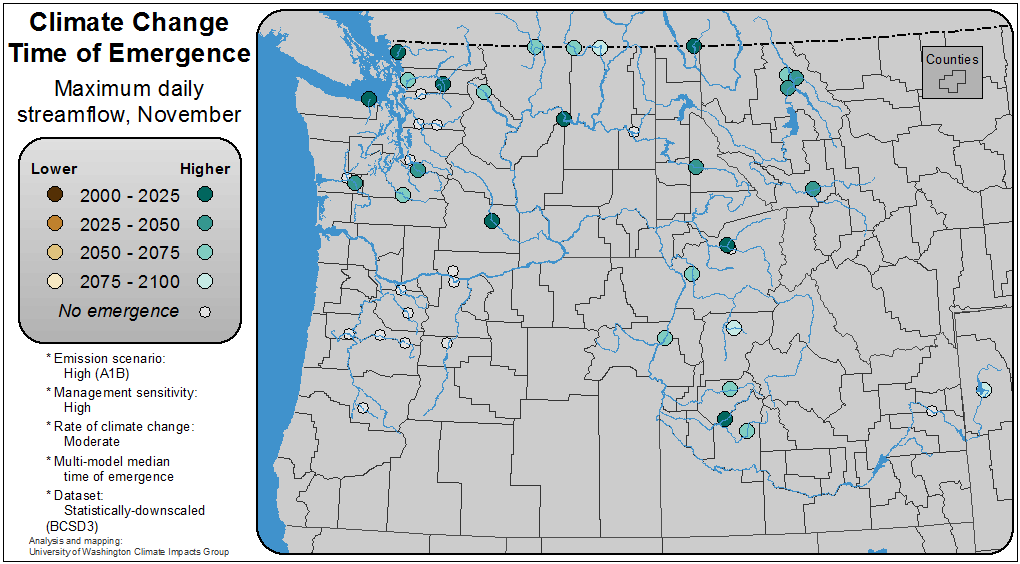 Climate Change
Time of Emergence
Maximum daily
streamflow, November
Lower Higher
2000 - 2025
2025 - 2050
2050 - 2075
2075 - 2100
No emergence
* Emission scenario:
High (A1B)
* Management sensitivity:
High
* Rate of climate change:
Moderate
* Multi-model median
time of emergence
* Dataset:
Statistically-downscaled
(BCSD3)
Analysis and mapping:
University of Washington Climate Impacts Group
Counties